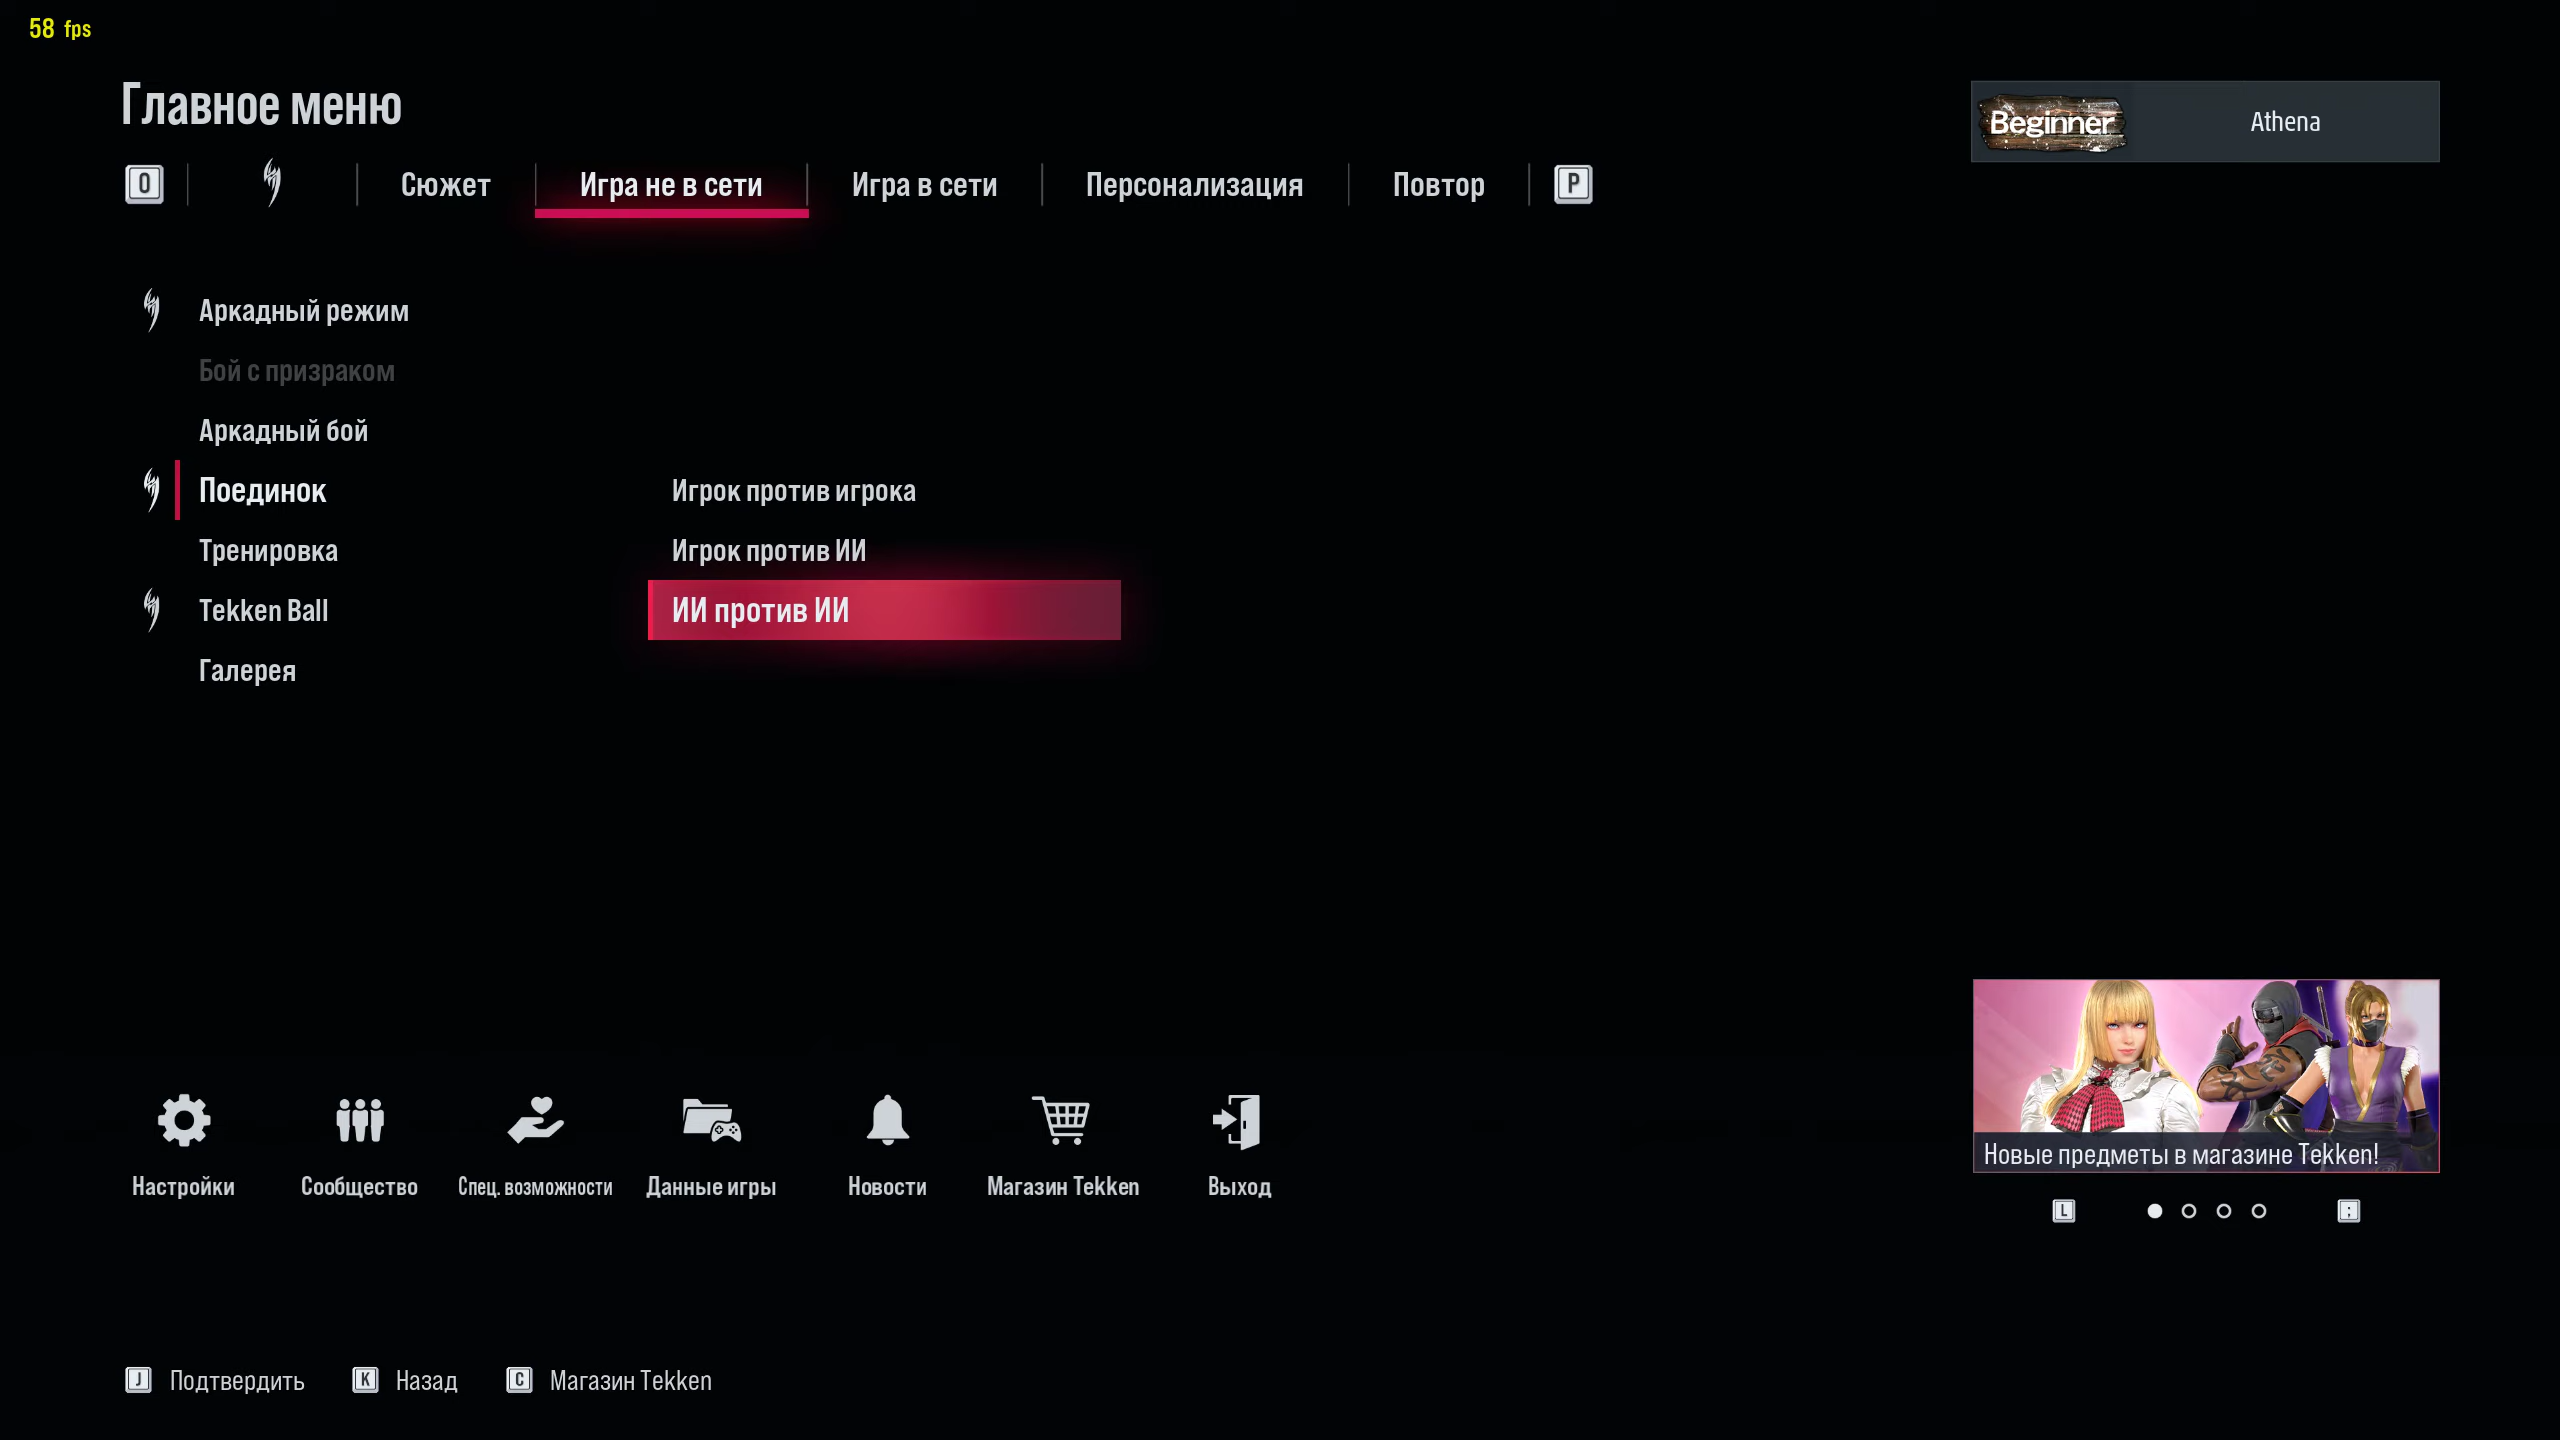 58 fps
Главное меню
Beginner
Athena
O
Сюжет
Игра не в сети
Игра в сети
Персонализация
Повтор
P
Аркадный режим
Бой с призраком
Аркадный бой
Поединок
Игрок против игрока
Тренировка
Игрок против ИИ
Tekken Ball
ИИ против ИИ
Галерея
Новые предметы в магазине Tekken!
Настройки
Сообщество
Спец. возможности
Данные игры
Новости
Магазин Tekken
Выход
L
;
J Подтвердить
K Назад
C Магазин Tekken